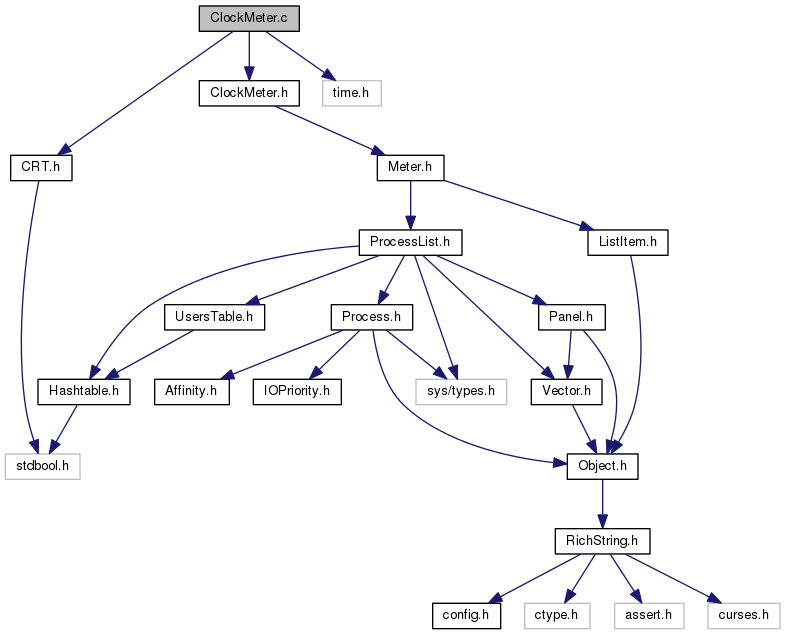 ClockMeter.c
ClockMeter.h
time.h
CRT.h
Meter.h
ProcessList.h
ListItem.h
UsersTable.h
Process.h
Panel.h
Hashtable.h
Affinity.h
IOPriority.h
sys/types.h
Vector.h
stdbool.h
Object.h
RichString.h
config.h
ctype.h
assert.h
curses.h